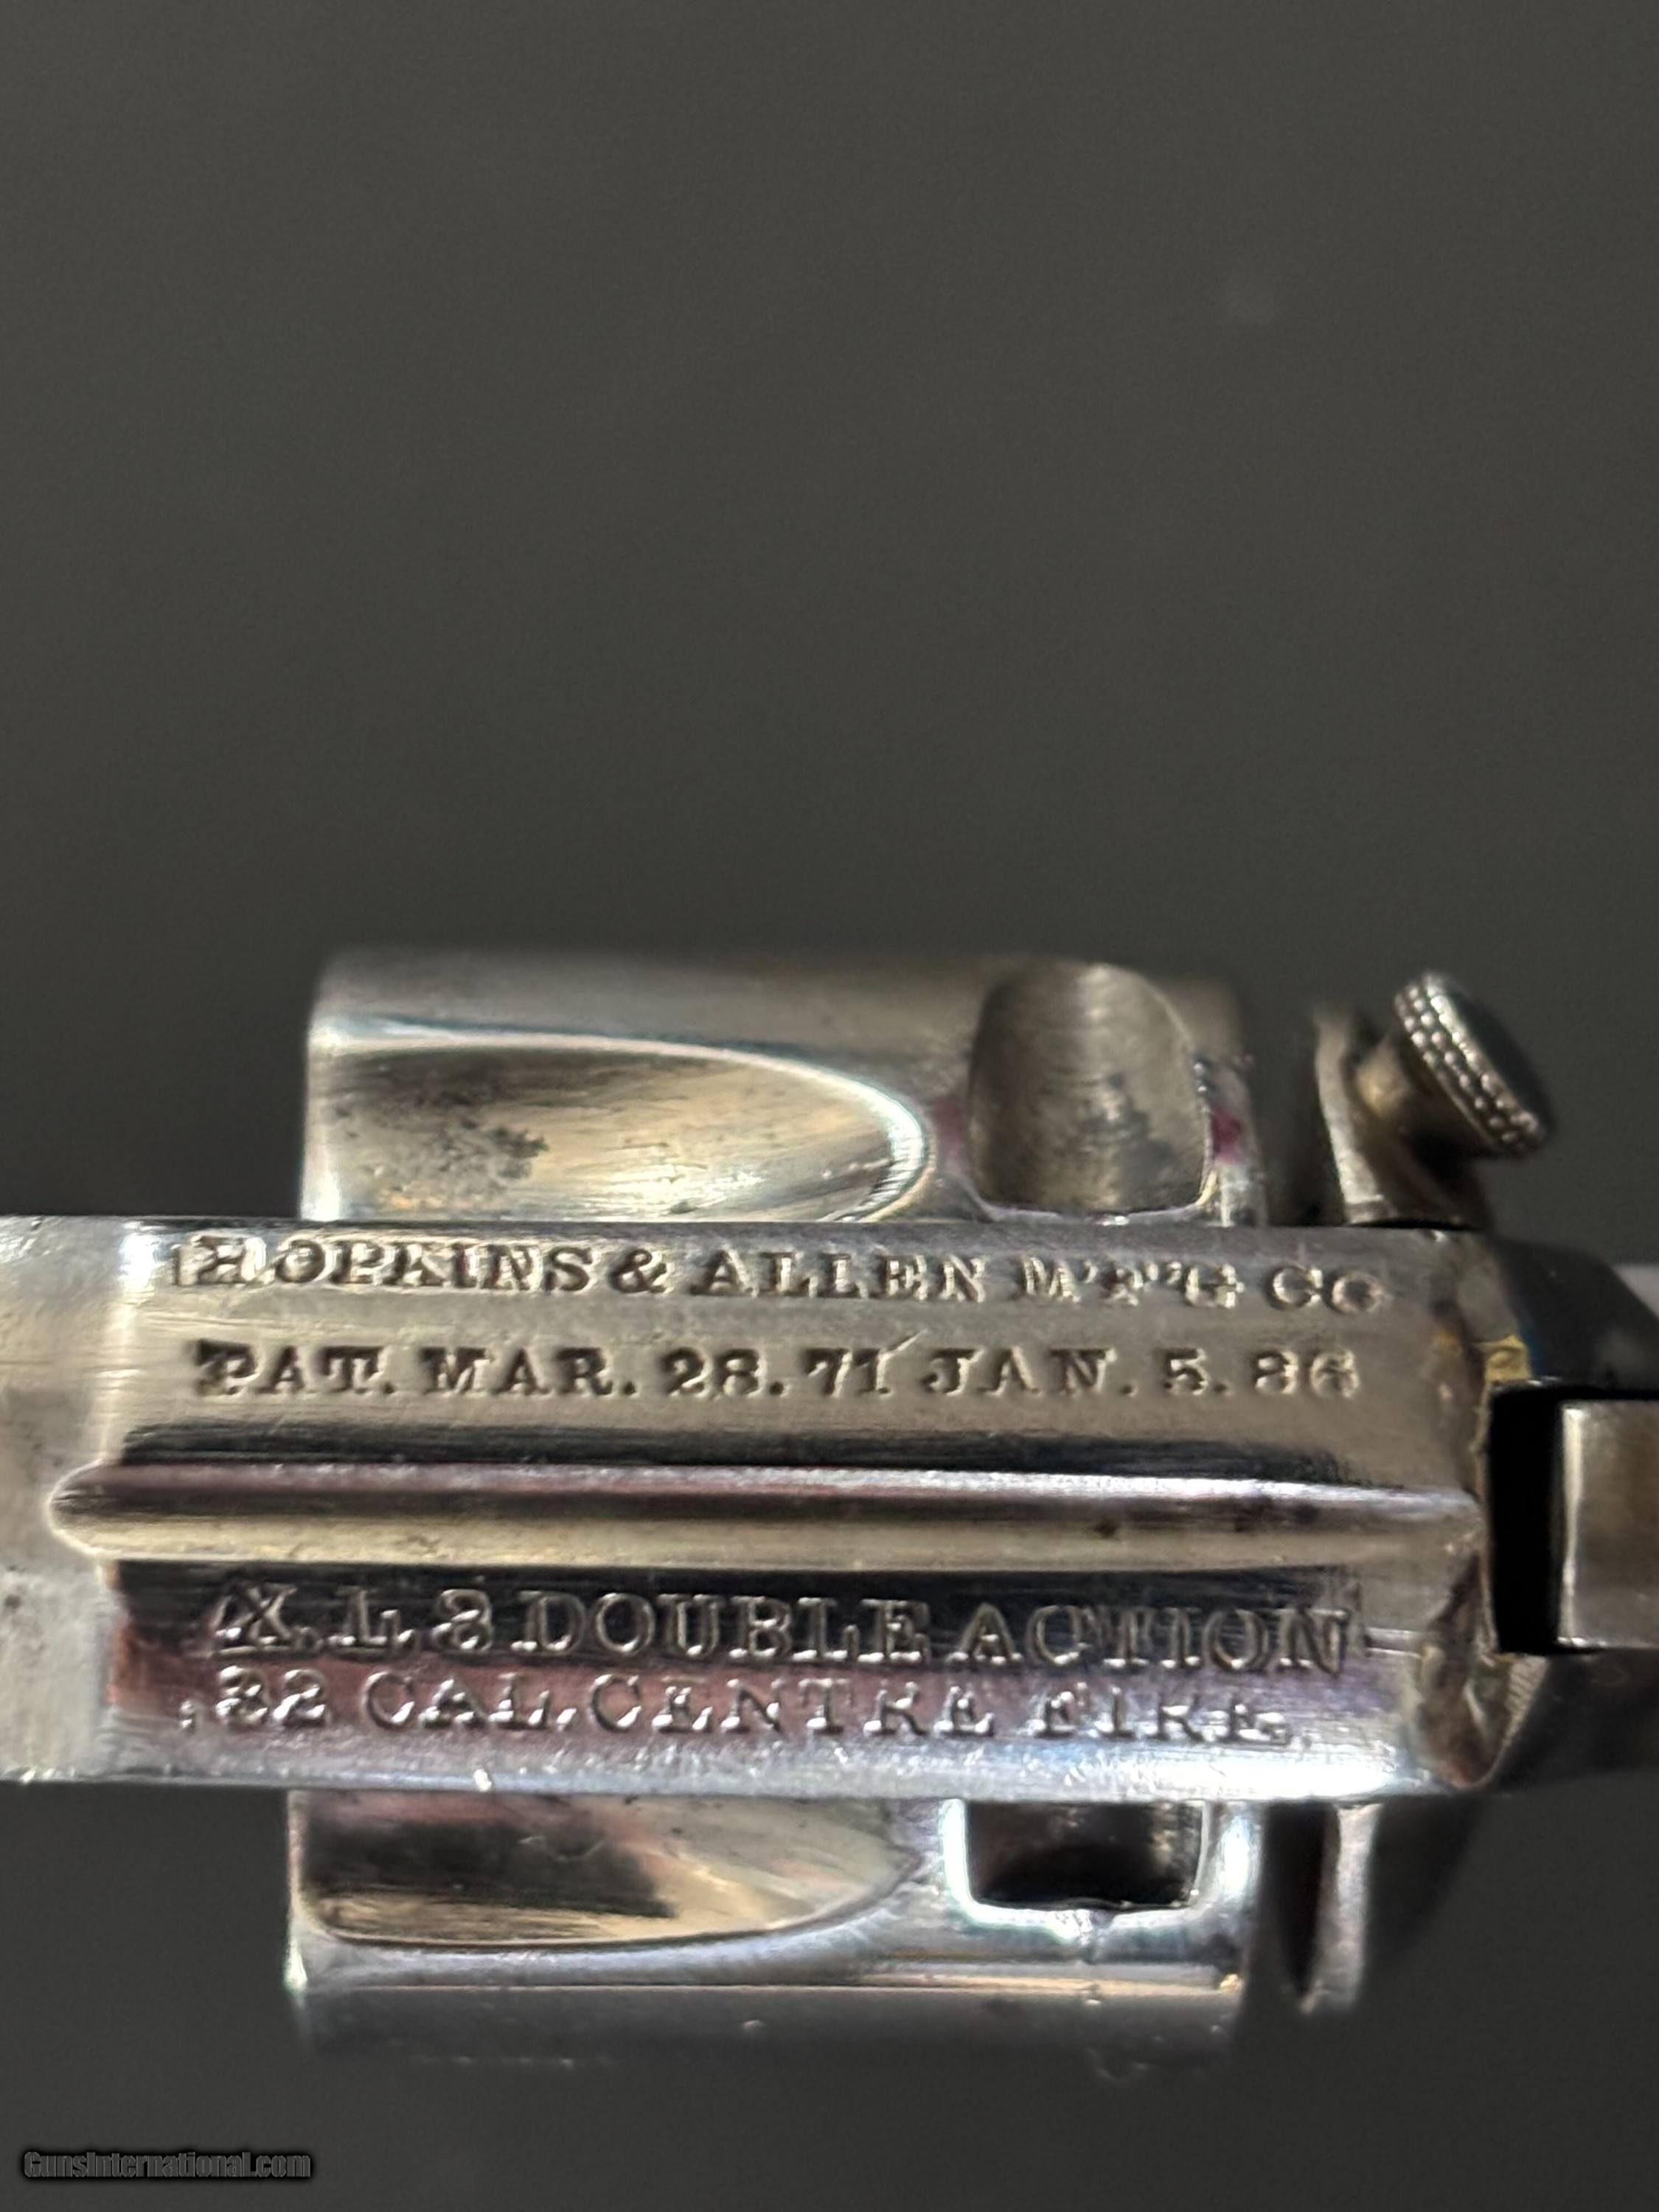 HOPKINS & ALLEN M'F'G CO
PAT. MAR. 28. 71 JAN. 5. 86
X.L. 3 DOUBLE ACTION
.32 CAL. CENTRE FIRE.
GunsInternational.com